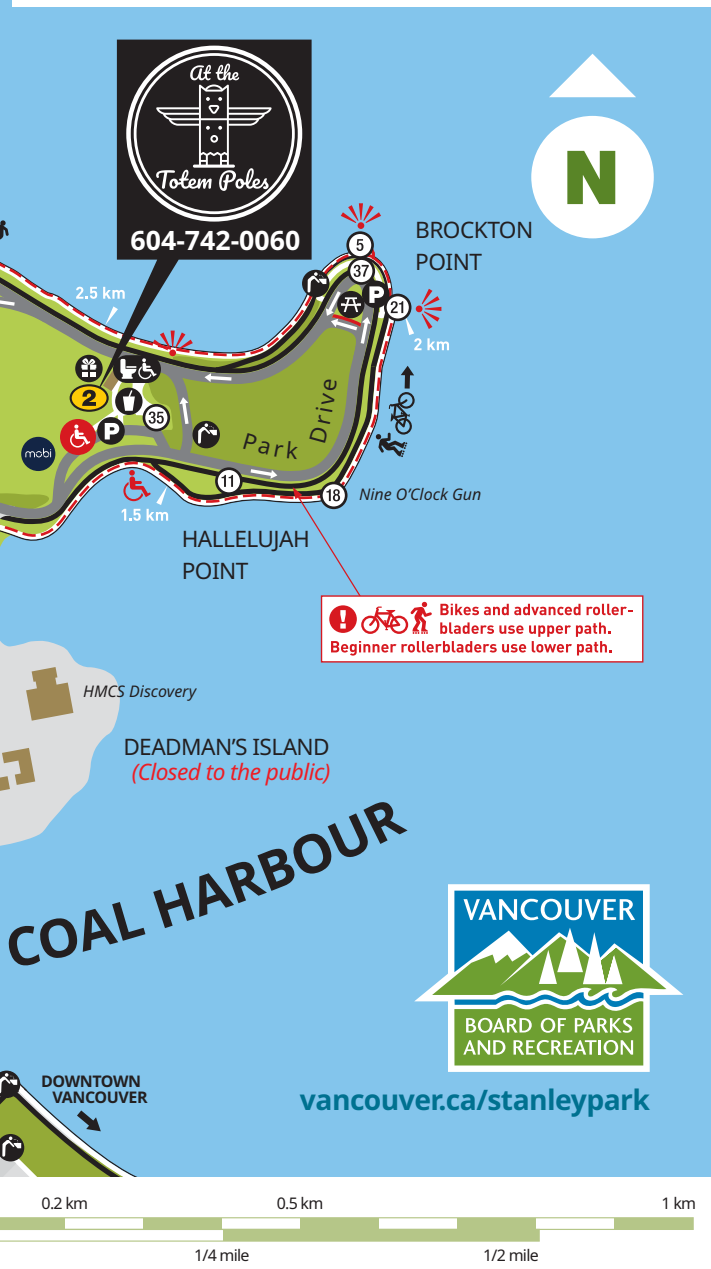 At the
Totem Poles
604-742-0060
N
BROCKTON
POINT
5
37
P
21
2.5 km
2 km
2
35
P
mobi
Park Drive
11
18
Nine O’Clock Gun
1.5 km
HALLELUJAH
POINT
! Bikes and advanced roller-
bladers use upper path.
Beginner rollerbladers use lower path.
HMCS Discovery
DEADMAN’S ISLAND
(Closed to the public)
COAL HARBOUR
VANCOUVER
BOARD OF PARKS
AND RECREATION
DOWNTOWN
VANCOUVER
vancouver.ca/stanleypark
0.2 km 0.5 km 1 km
1/4 mile 1/2 mile